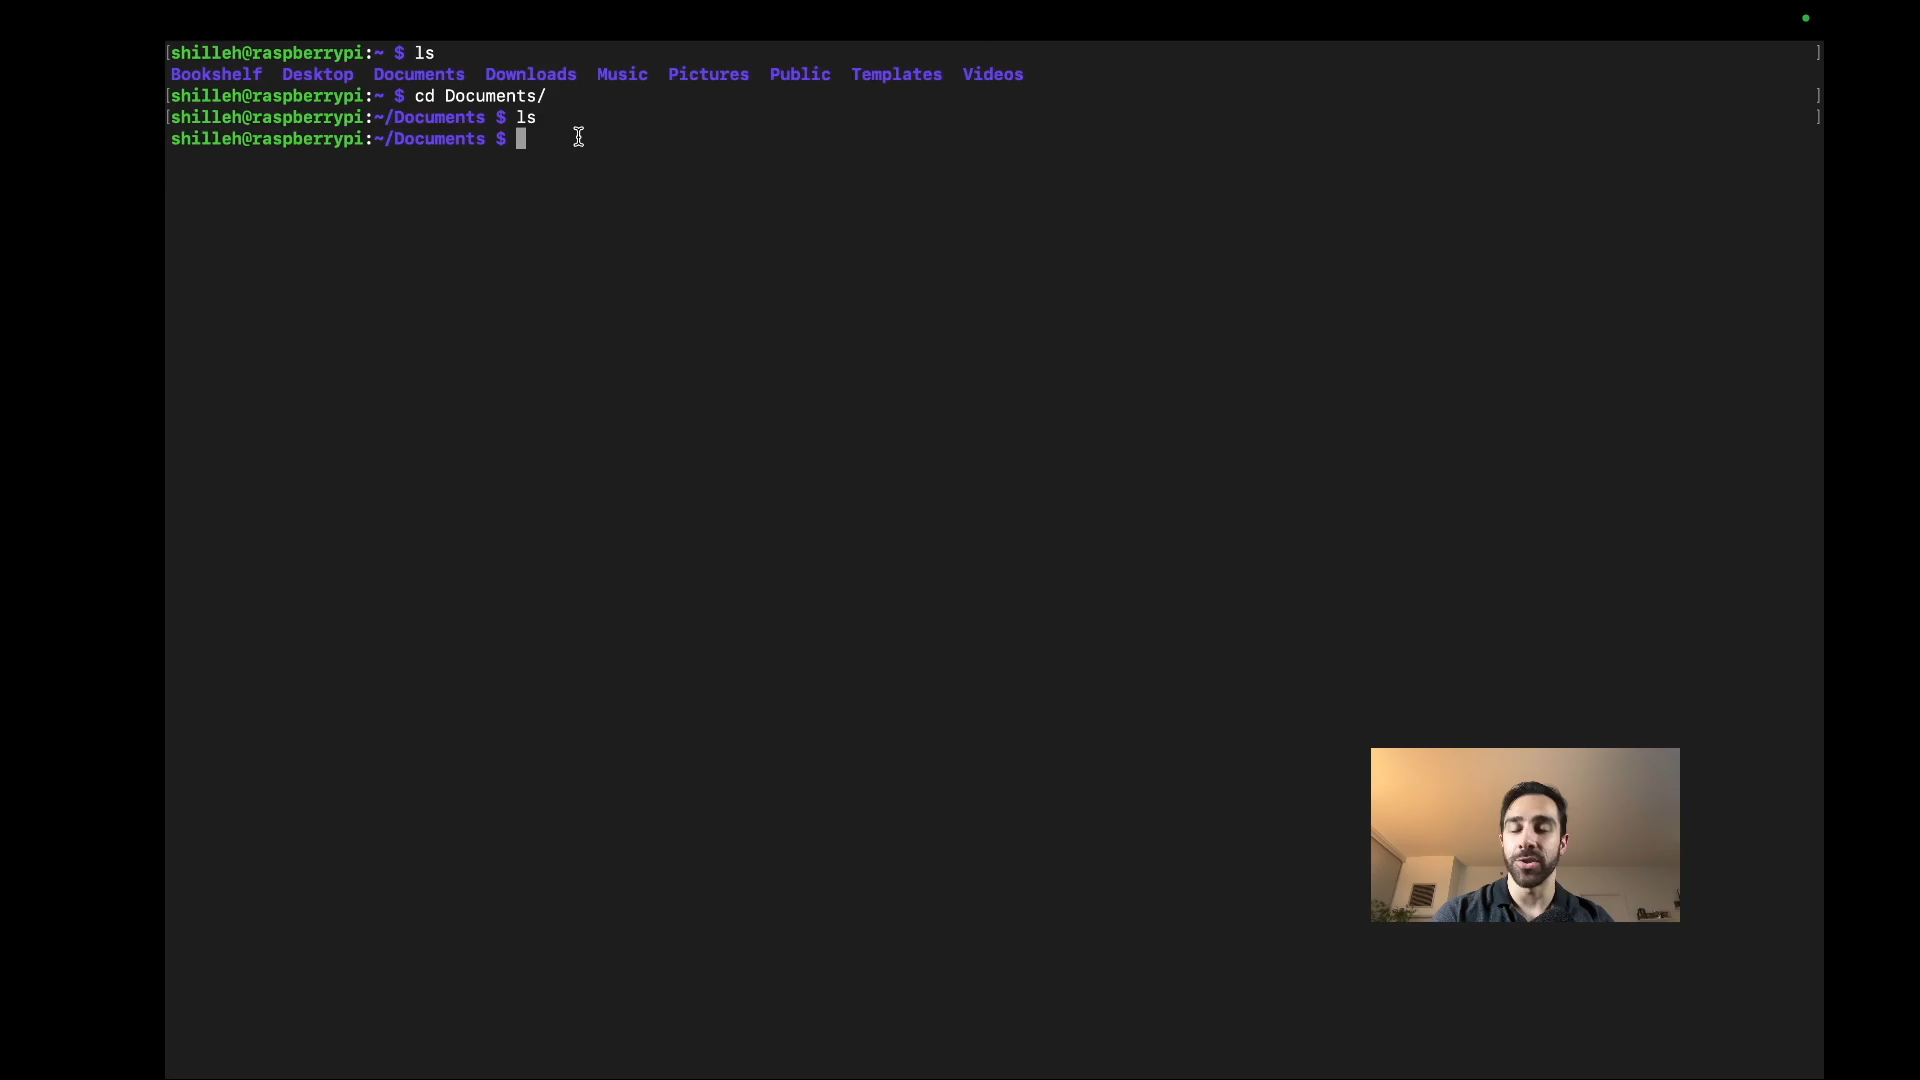 [shilleh@raspberrypi:~ $ ls ]
Bookshelf Desktop Documents Downloads Music Pictures Public Templates Videos
[shilleh@raspberrypi:~ $ cd Documents/ ]
[shilleh@raspberrypi:~/Documents $ ls ]
shilleh@raspberrypi:~/Documents $